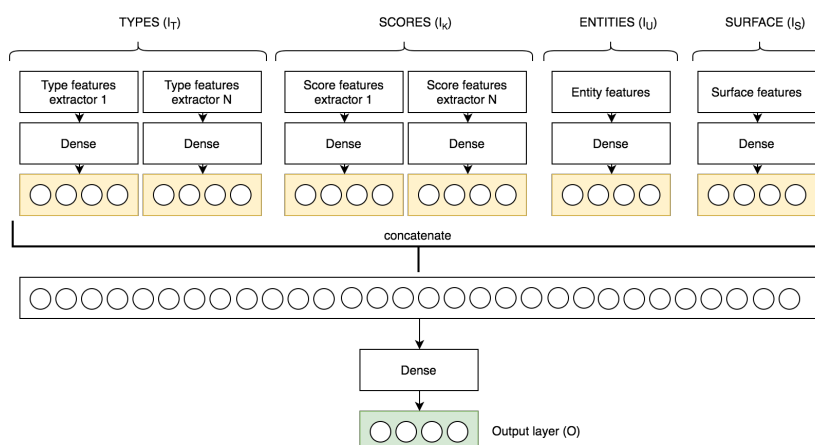 TYPES (I_T)
SCORES (I_K)
ENTITIES (I_U)
SURFACE (I_S)
Type features
extractor 1
Type features
extractor N
Score features
extractor 1
Score features
extractor N
Entity features
Surface features
Dense
Dense
Dense
Dense
Dense
Dense
concatenate
Dense
Output layer (O)